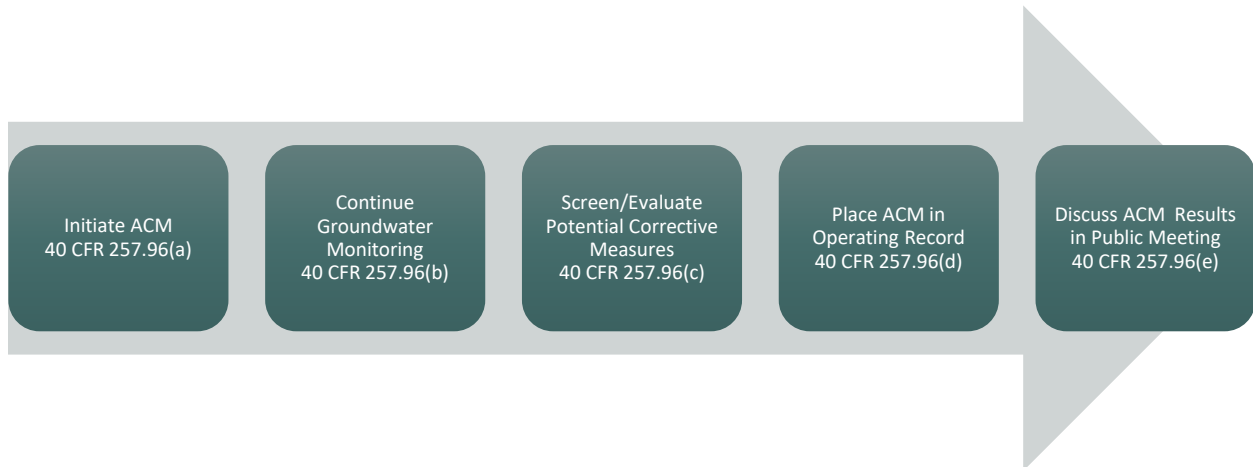 Initiate ACM
40 CFR 257.96(a)
Continue
Groundwater
Monitoring
40 CFR 257.96(b)
Screen/Evaluate
Potential Corrective
Measures
40 CFR 257.96(c)
Place ACM in
Operating Record
40 CFR 257.96(d)
Discuss ACM  Results
in Public Meeting
40 CFR 257.96(e)